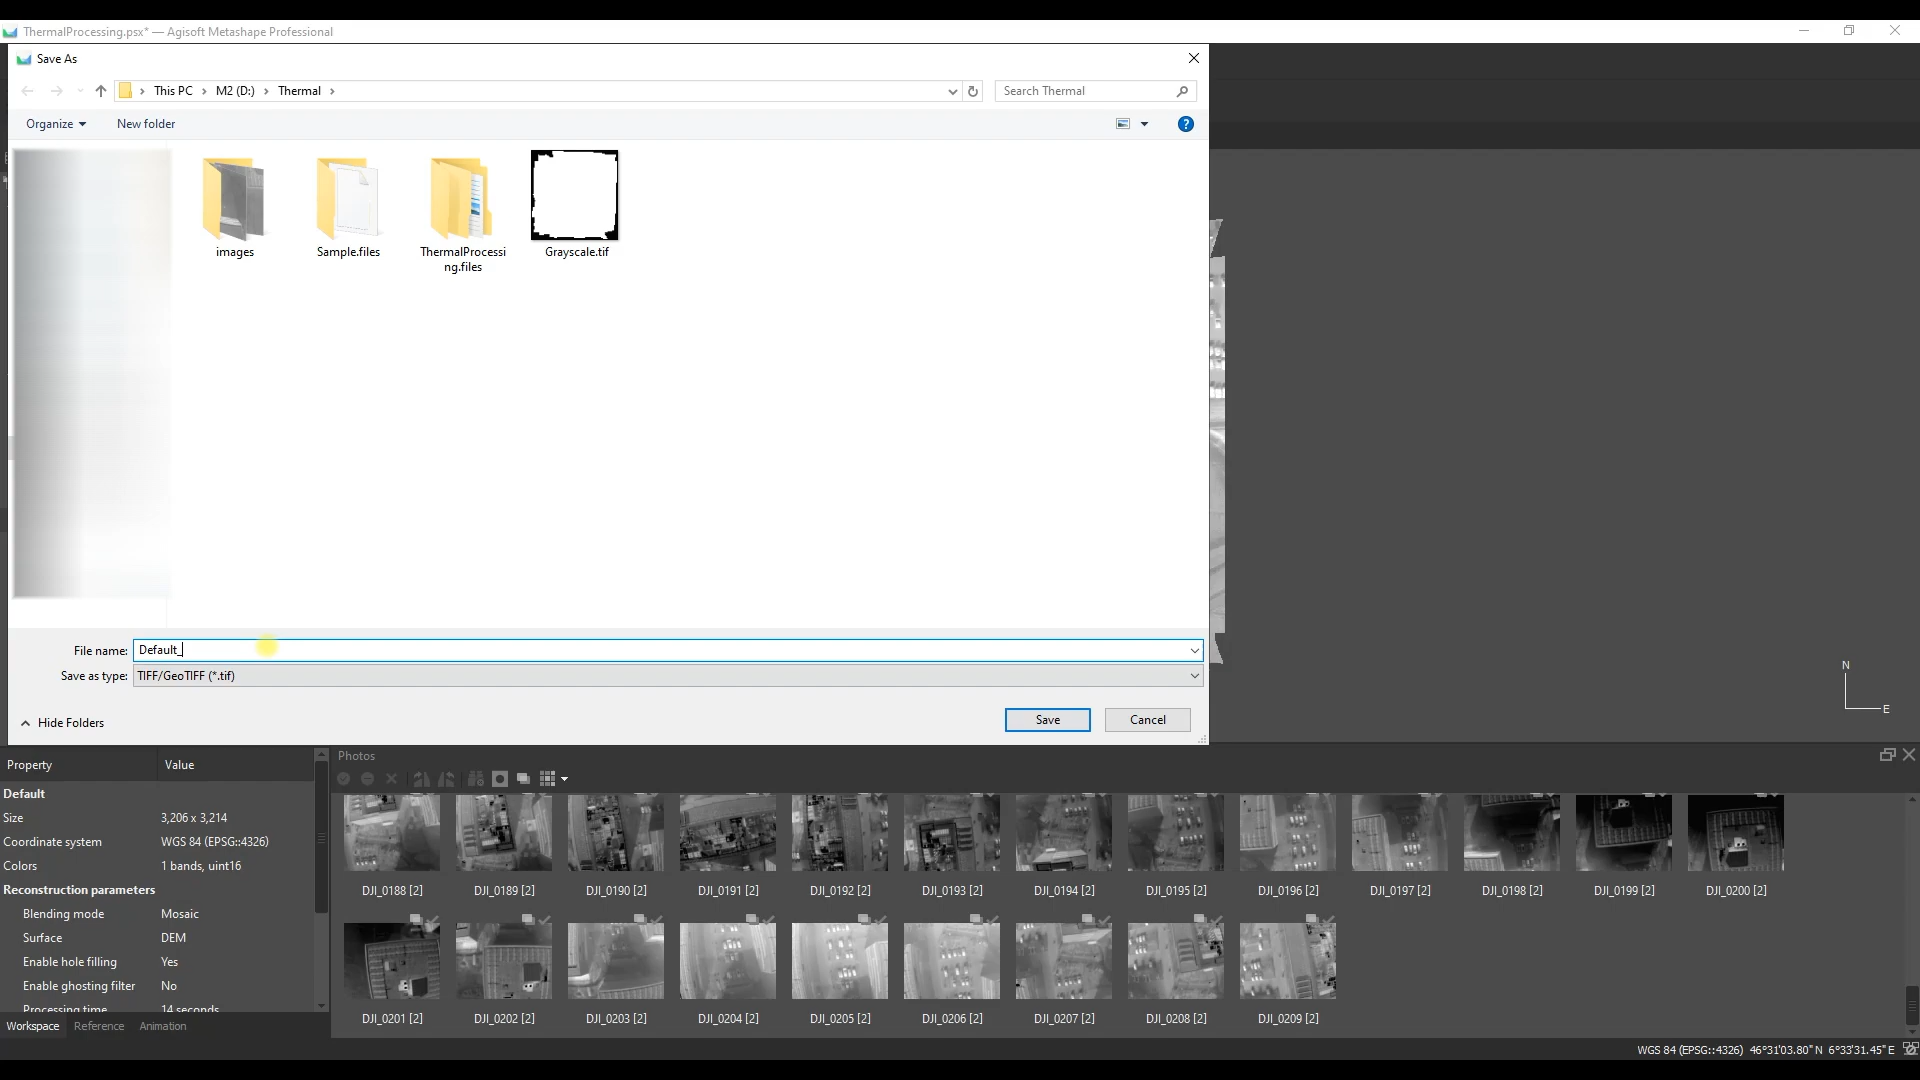 ThermalProcessing.psx* — Agisoft Metashape Professional
Save As
This PC › M2 (D:) › Thermal ›
Search Thermal
Organize
New folder
images
Sample.files
ThermalProcessi
ng.files
Grayscale.tif
File name: Default_
Save as type: TIFF/GeoTIFF (*.tif)
Hide Folders
Save
Cancel
N
E
Property Value
Default
Size 3,206 x 3,214
Coordinate system WGS 84 (EPSG::4326)
Colors 1 bands, uint16
Reconstruction parameters
Blending mode Mosaic
Surface DEM
Enable hole filling Yes
Enable ghosting filter No
Processing time 14 seconds
Workspace Reference Animation
Photos
DJI_0188 [2] DJI_0189 [2] DJI_0190 [2] DJI_0191 [2] DJI_0192 [2] DJI_0193 [2] DJI_0194 [2] DJI_0195 [2] DJI_0196 [2] DJI_0197 [2] DJI_0198 [2] DJI_0199 [2] DJI_0200 [2]
DJI_0201 [2] DJI_0202 [2] DJI_0203 [2] DJI_0204 [2] DJI_0205 [2] DJI_0206 [2] DJI_0207 [2] DJI_0208 [2] DJI_0209 [2]
WGS 84 (EPSG::4326) 46°31'03.80" N 6°33'31.45" E